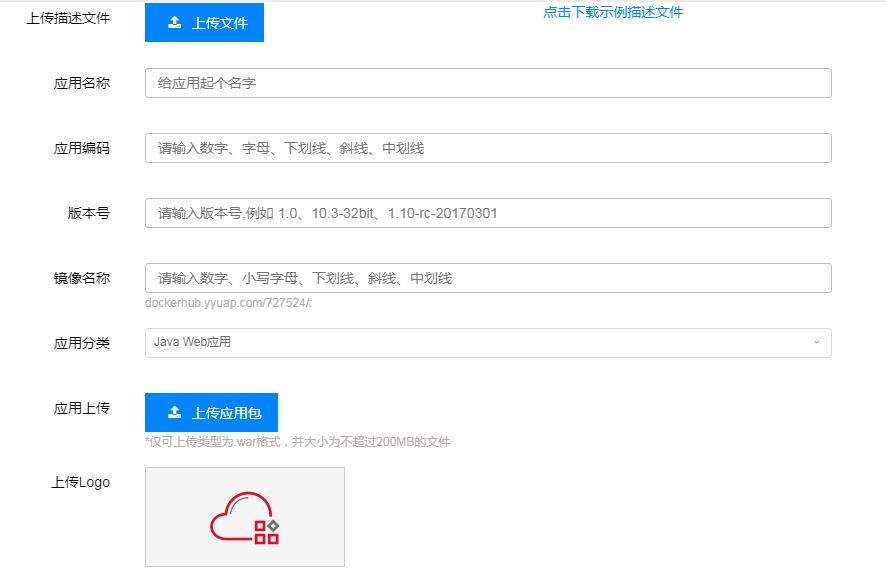 上传描述文件 上传文件 点击下载示例描述文件
应用名称 给应用起个名字
应用编码 请输入数字、字母、下划线、斜线、中划线
版本号 请输入版本号,例如 1.0、10.3-32bit、1.10-rc-20170301
镜像名称 请输入数字、小写字母、下划线、斜线、中划线
dockerhub.yyuap.com/727524/:
应用分类 Java Web应用
应用上传 上传应用包
*仅可上传类型为.war格式，并大小为不超过200MB的文件
上传Logo